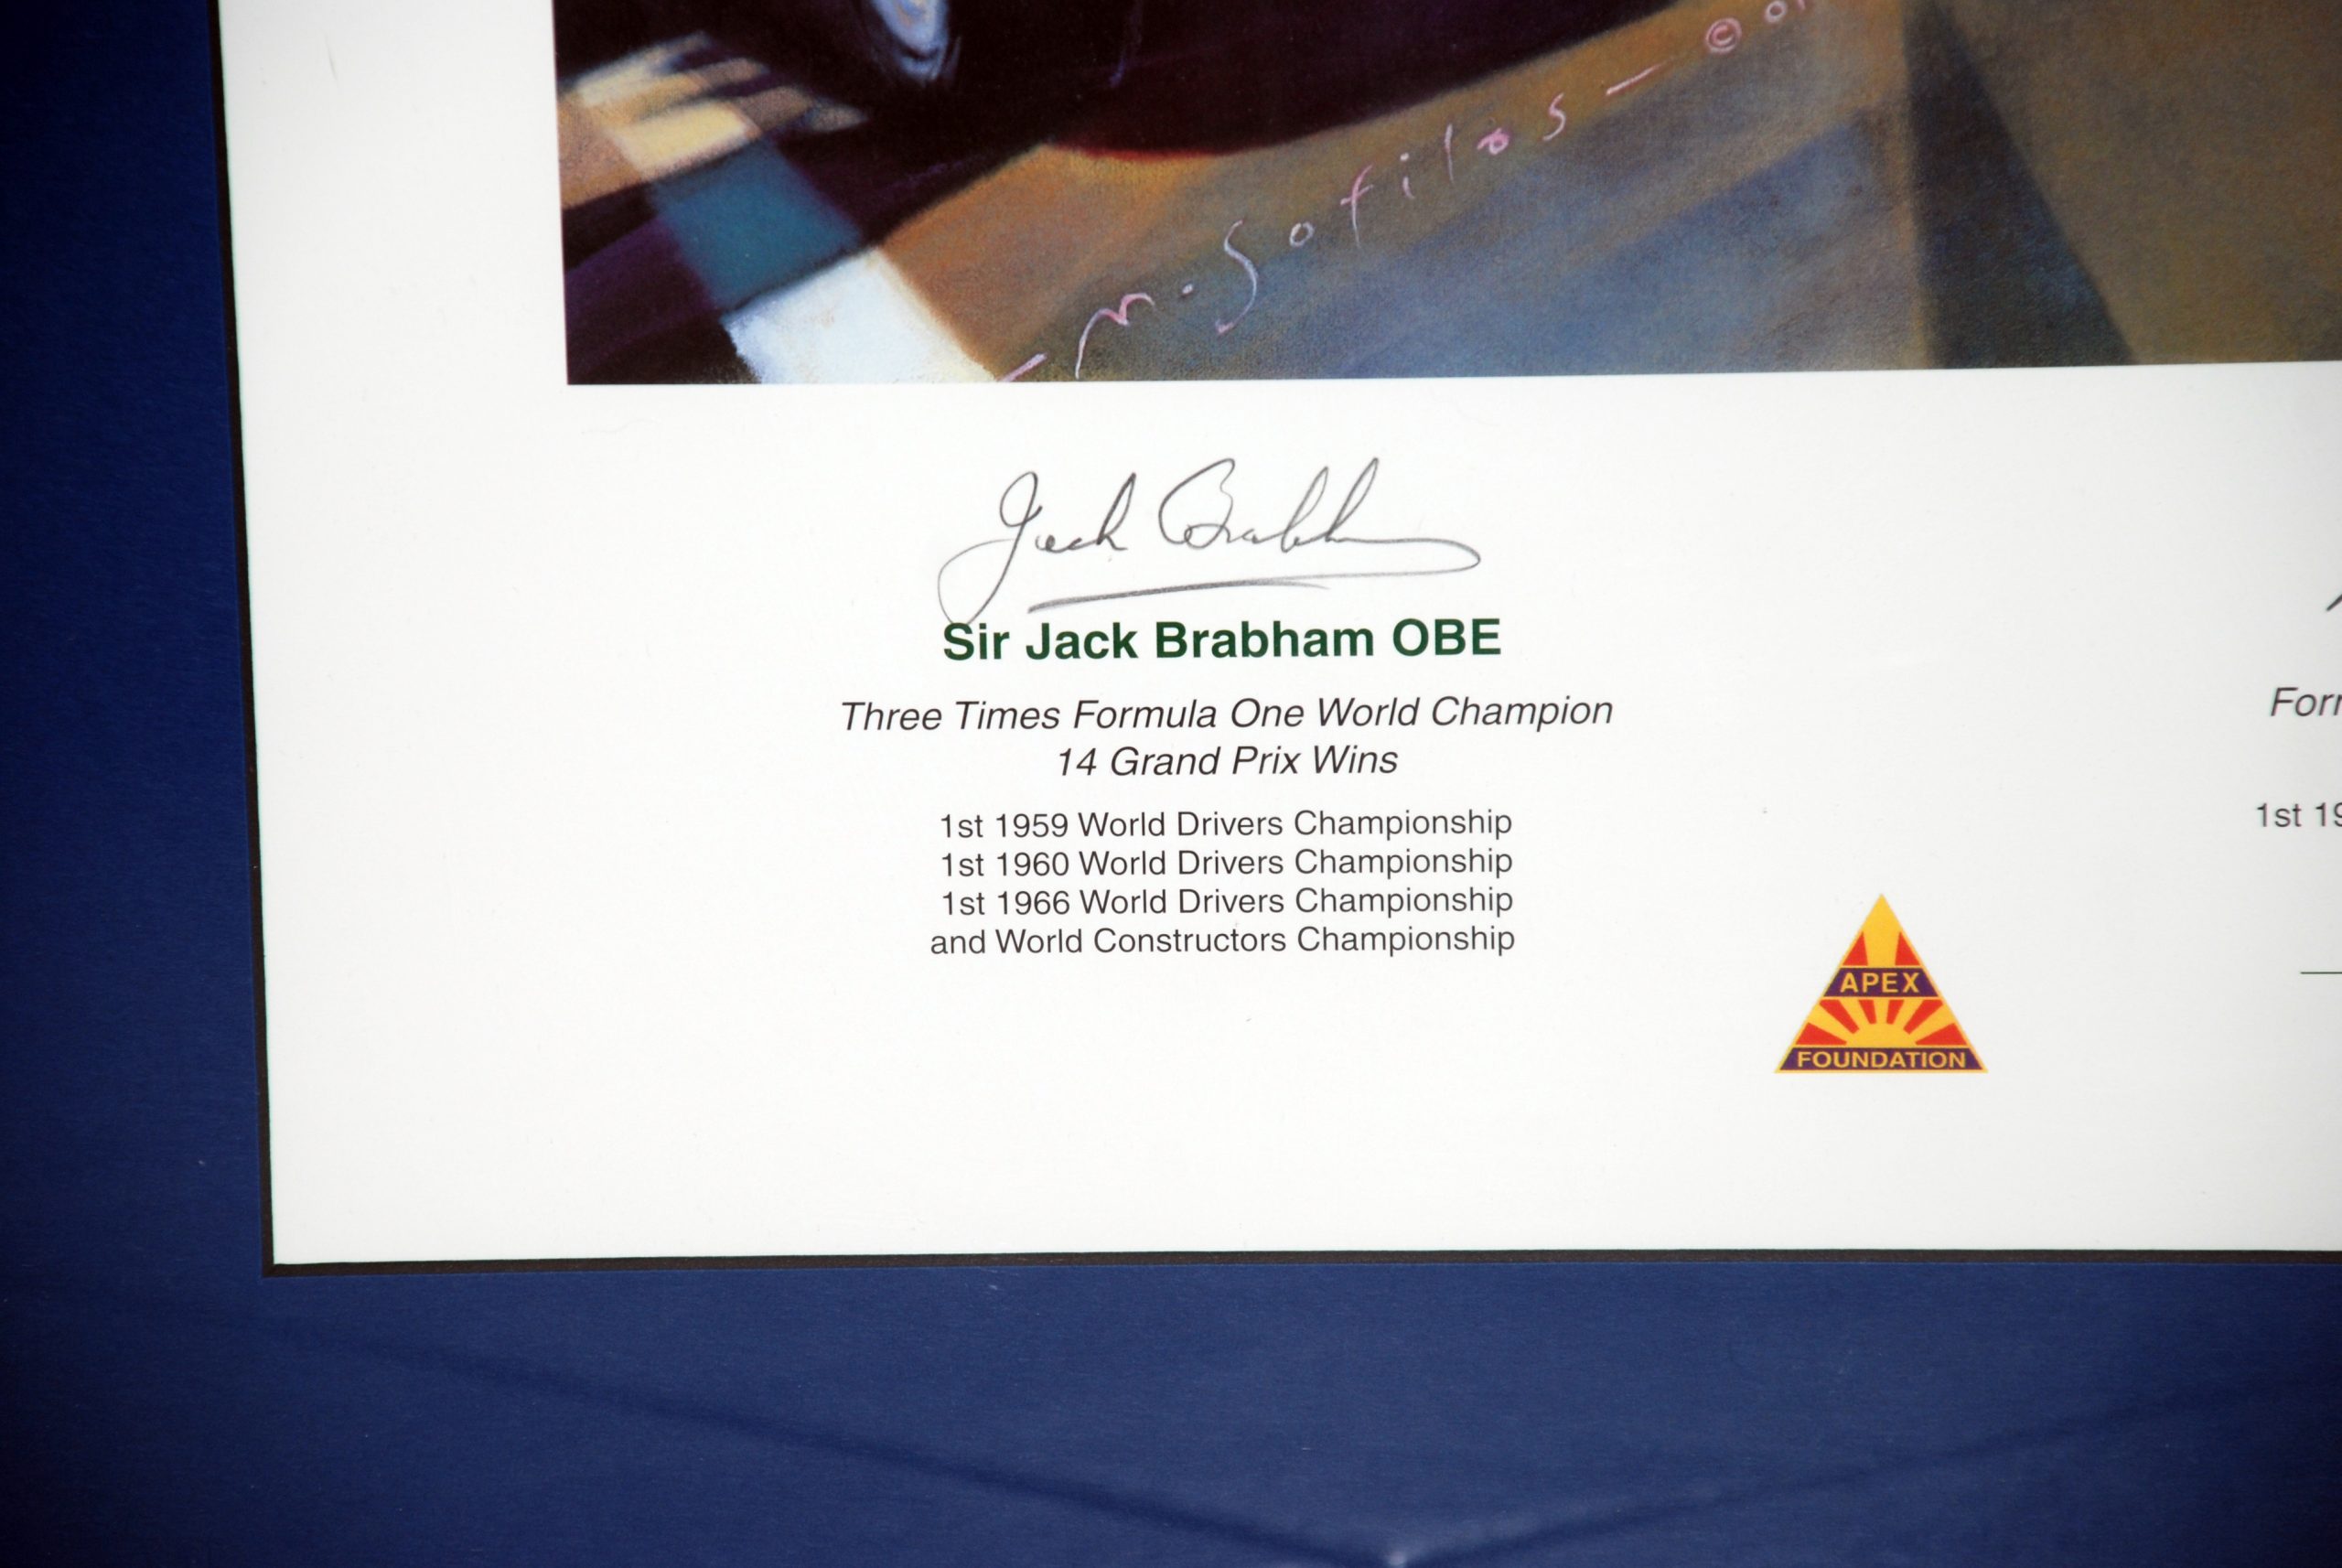 - M. Sofilos - ©
Jack Brabham
Sir Jack Brabham OBE
Three Times Formula One World Champion
14 Grand Prix Wins
1st 1959 World Drivers Championship
1st 1960 World Drivers Championship
1st 1966 World Drivers Championship
and World Constructors Championship
APEX
FOUNDATION
1st